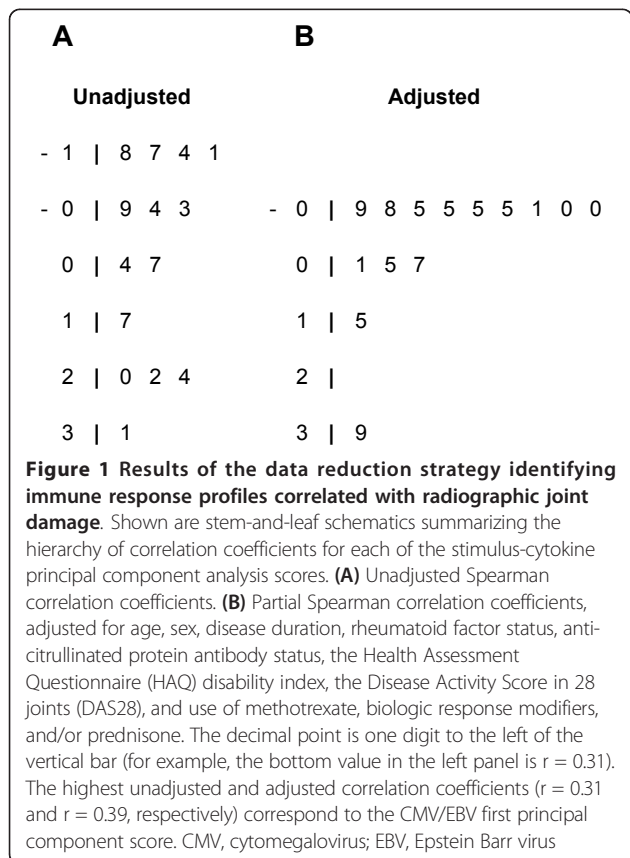 A B
Unadjusted Adjusted
- 1 | 8 7 4 1
- 0 | 9 4 3 - 0 | 9 8 5 5 5 5 1 0 0
0 | 4 7 0 | 1 5 7
1 | 7 1 | 5
2 | 0 2 4 2 |
3 | 1 3 | 9
Figure 1 Results of the data reduction strategy identifying
immune response profiles correlated with radiographic joint
damage. Shown are stem-and-leaf schematics summarizing the
hierarchy of correlation coefficients for each of the stimulus-cytokine
principal component analysis scores. (A) Unadjusted Spearman
correlation coefficients. (B) Partial Spearman correlation coefficients,
adjusted for age, sex, disease duration, rheumatoid factor status, anti-
citrullinated protein antibody status, the Health Assessment
Questionnaire (HAQ) disability index, the Disease Activity Score in 28
joints (DAS28), and use of methotrexate, biologic response modifiers,
and/or prednisone. The decimal point is one digit to the left of the
vertical bar (for example, the bottom value in the left panel is r = 0.31).
The highest unadjusted and adjusted correlation coefficients (r = 0.31
and r = 0.39, respectively) correspond to the CMV/EBV first principal
component score. CMV, cytomegalovirus; EBV, Epstein Barr virus